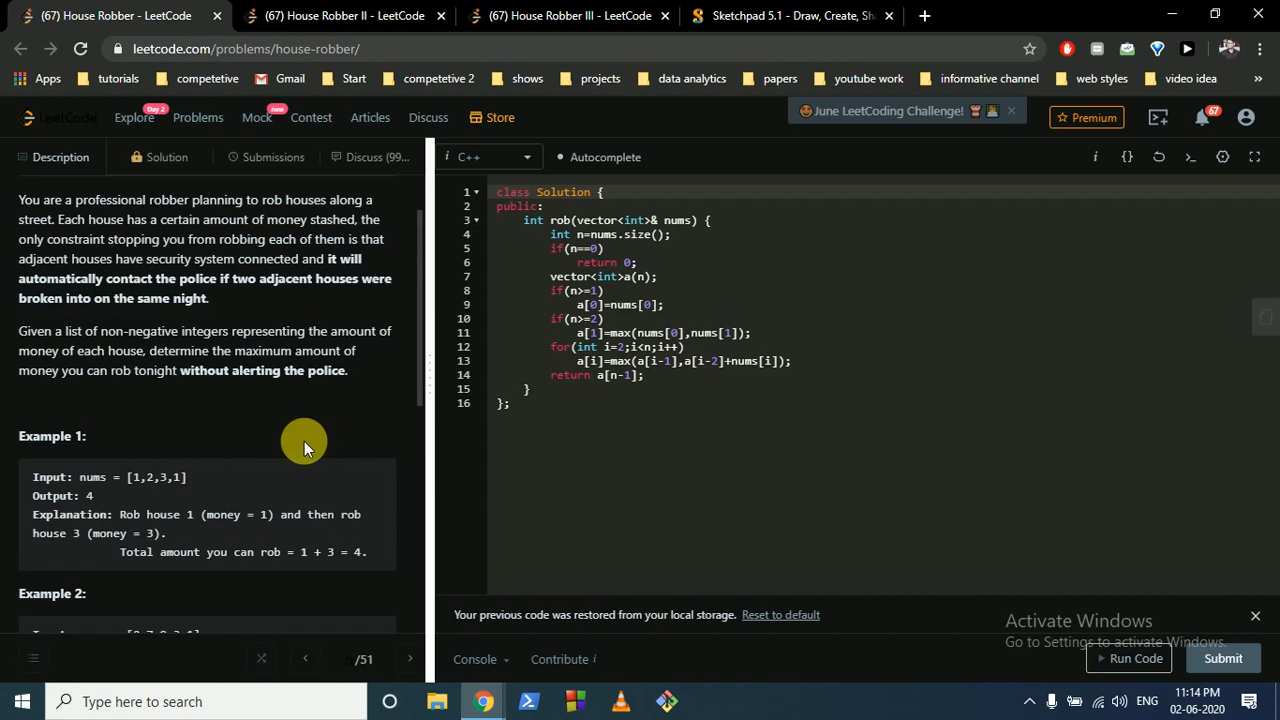 (67) House Robber - LeetCode
(67) House Robber II - LeetCode
(67) House Robber III - LeetCode
Sketchpad 5.1 - Draw, Create, Sha
leetcode.com/problems/house-robber/
Apps
tutorials
competetive
Gmail
Start
competetive 2
shows
projects
data analytics
papers
youtube work
informative channel
web styles
video idea
LeetCode
Explore
Day 2
Problems
Mock
new
Contest
Articles
Discuss
Store
June LeetCoding Challenge!
Premium
67
Description
Solution
Submissions
Discuss (99...
i C++
Autocomplete
You are a professional robber planning to rob houses along a
street. Each house has a certain amount of money stashed, the
only constraint stopping you from robbing each of them is that
adjacent houses have security system connected and it will
automatically contact the police if two adjacent houses were
broken into on the same night.
Given a list of non-negative integers representing the amount of
money of each house, determine the maximum amount of
money you can rob tonight without alerting the police.
Example 1:
Input: nums = [1,2,3,1]
Output: 4
Explanation: Rob house 1 (money = 1) and then rob
house 3 (money = 3).
Total amount you can rob = 1 + 3 = 4.
Example 2:
/51
1 class Solution {
2 public:
3 int rob(vector<int>& nums) {
4 int n=nums.size();
5 if(n==0)
6 return 0;
7 vector<int>a(n);
8 if(n>=1)
9 a[0]=nums[0];
10 if(n>=2)
11 a[1]=max(nums[0],nums[1]);
12 for(int i=2;i<n;i++)
13 a[i]=max(a[i-1],a[i-2]+nums[i]);
14 return a[n-1];
15 }
16 };
Your previous code was restored from your local storage. Reset to default
Activate Windows
Go to Settings to activate Windows.
Console
Contribute i
Run Code
Submit
Type here to search
ENG
11:14 PM
02-06-2020